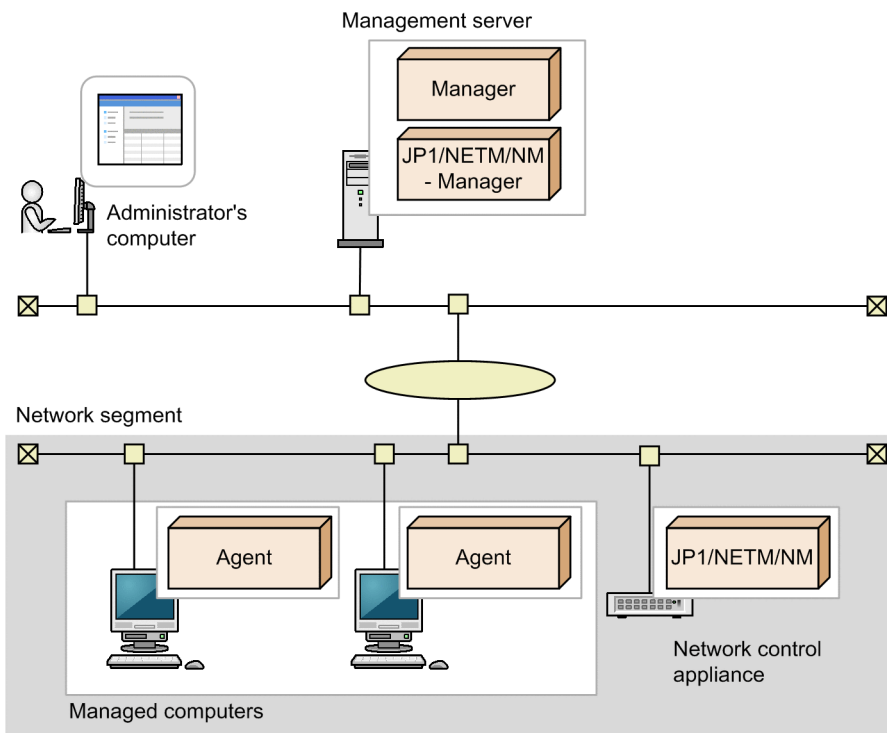 Management server
Manager
JP1/NETM/NM
- Manager
Administrator's
computer
Network segment
Agent
Agent
JP1/NETM/NM
Network control
appliance
Managed computers